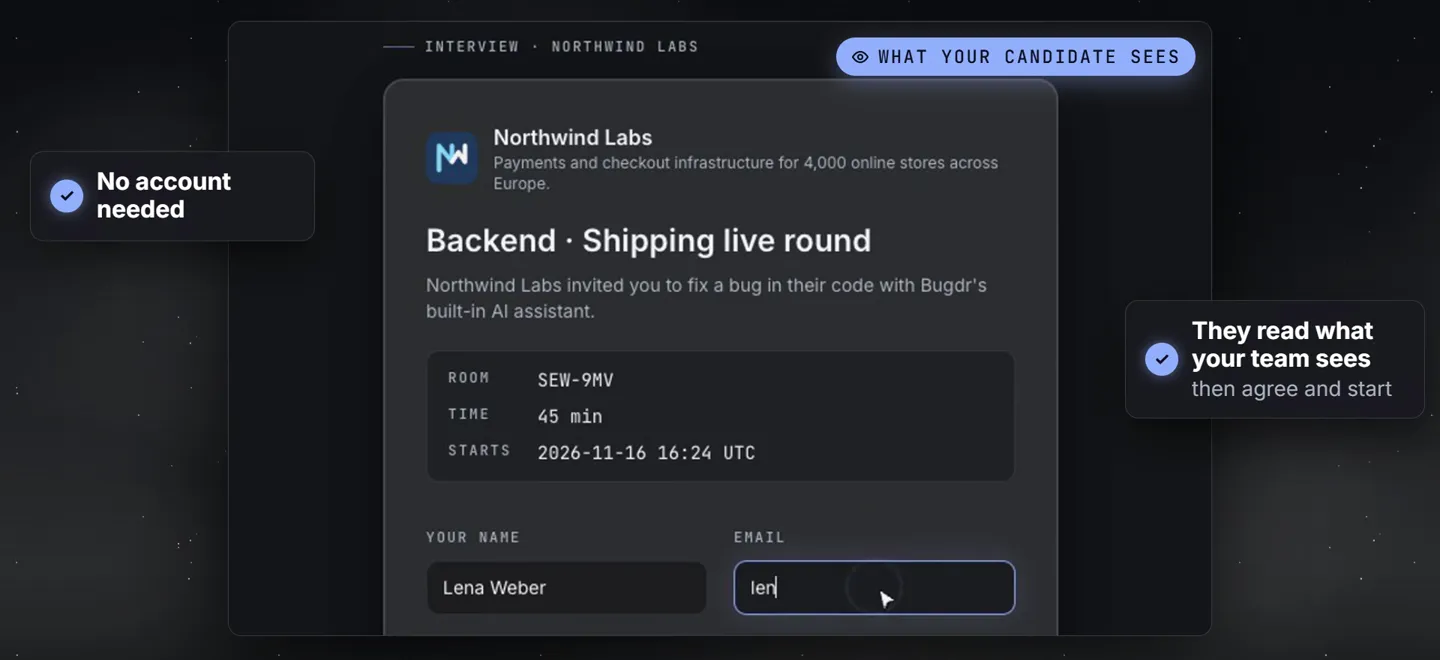 INTERVIEW · NORTHWIND LABS
WHAT YOUR CANDIDATE SEES
NW
Northwind Labs
Payments and checkout infrastructure for 4,000 online stores across
Europe.
No account
needed
Backend · Shipping live round
Northwind Labs invited you to fix a bug in their code with Bugdr's
built-in AI assistant.
They read what
your team sees
then agree and start
ROOM SEW-9MV
TIME 45 min
STARTS 2026-11-16 16:24 UTC
YOUR NAME
EMAIL
Lena Weber
len